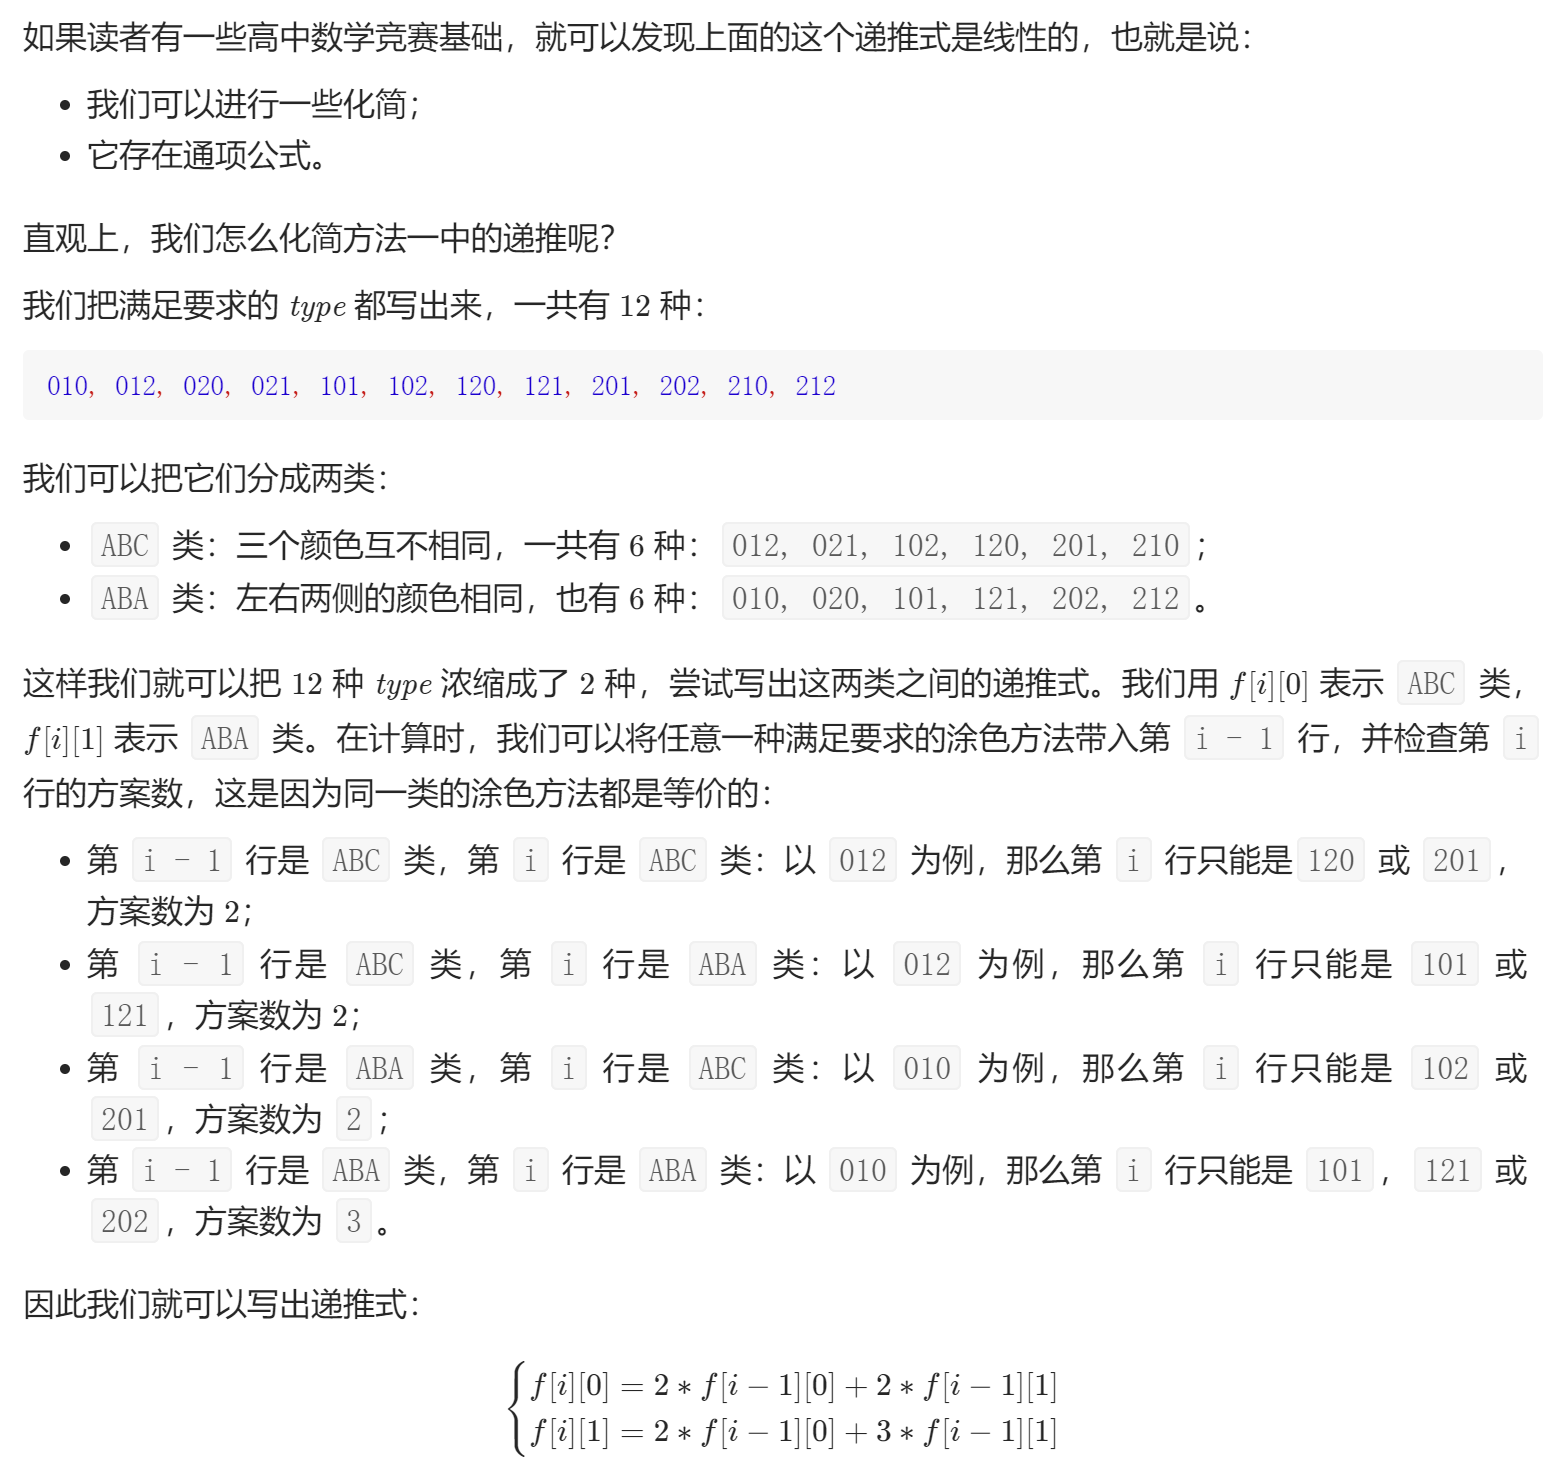 如果读者有一些高中数学竞赛基础，就可以发现上面的这个递推式是线性的，也就是说：
• 我们可以进行一些化简；
• 它存在通项公式。
直观上，我们怎么化简方法一中的递推呢？
我们把满足要求的 type 都写出来，一共有 12 种：
010, 012, 020, 021, 101, 102, 120, 121, 201, 202, 210, 212
我们可以把它们分成两类：
• ABC 类：三个颜色互不相同，一共有 6 种： 012, 021, 102, 120, 201, 210 ；
• ABA 类：左右两侧的颜色相同，也有 6 种： 010, 020, 101, 121, 202, 212 。
这样我们就可以把 12 种 type 浓缩成了 2 种，尝试写出这两类之间的递推式。我们用 f[i][0] 表示 ABC 类，
f[i][1] 表示 ABA 类。在计算时，我们可以将任意一种满足要求的涂色方法带入第 i - 1 行，并检查第 i
行的方案数，这是因为同一类的涂色方法都是等价的：
• 第 i - 1 行是 ABC 类，第 i 行是 ABC 类：以 012 为例，那么第 i 行只能是 120 或 201 ，
方案数为 2；
• 第 i - 1 行是 ABC 类，第 i 行是 ABA 类：以 012 为例，那么第 i 行只能是 101 或
121 ，方案数为 2；
• 第 i - 1 行是 ABA 类，第 i 行是 ABC 类：以 010 为例，那么第 i 行只能是 102 或
201 ，方案数为 2 ；
• 第 i - 1 行是 ABA 类，第 i 行是 ABA 类：以 010 为例，那么第 i 行只能是 101 ， 121 或
202 ，方案数为 3 。
因此我们就可以写出递推式：
f[i][0] = 2 * f[i − 1][0] + 2 * f[i − 1][1]
f[i][1] = 2 * f[i − 1][0] + 3 * f[i − 1][1]